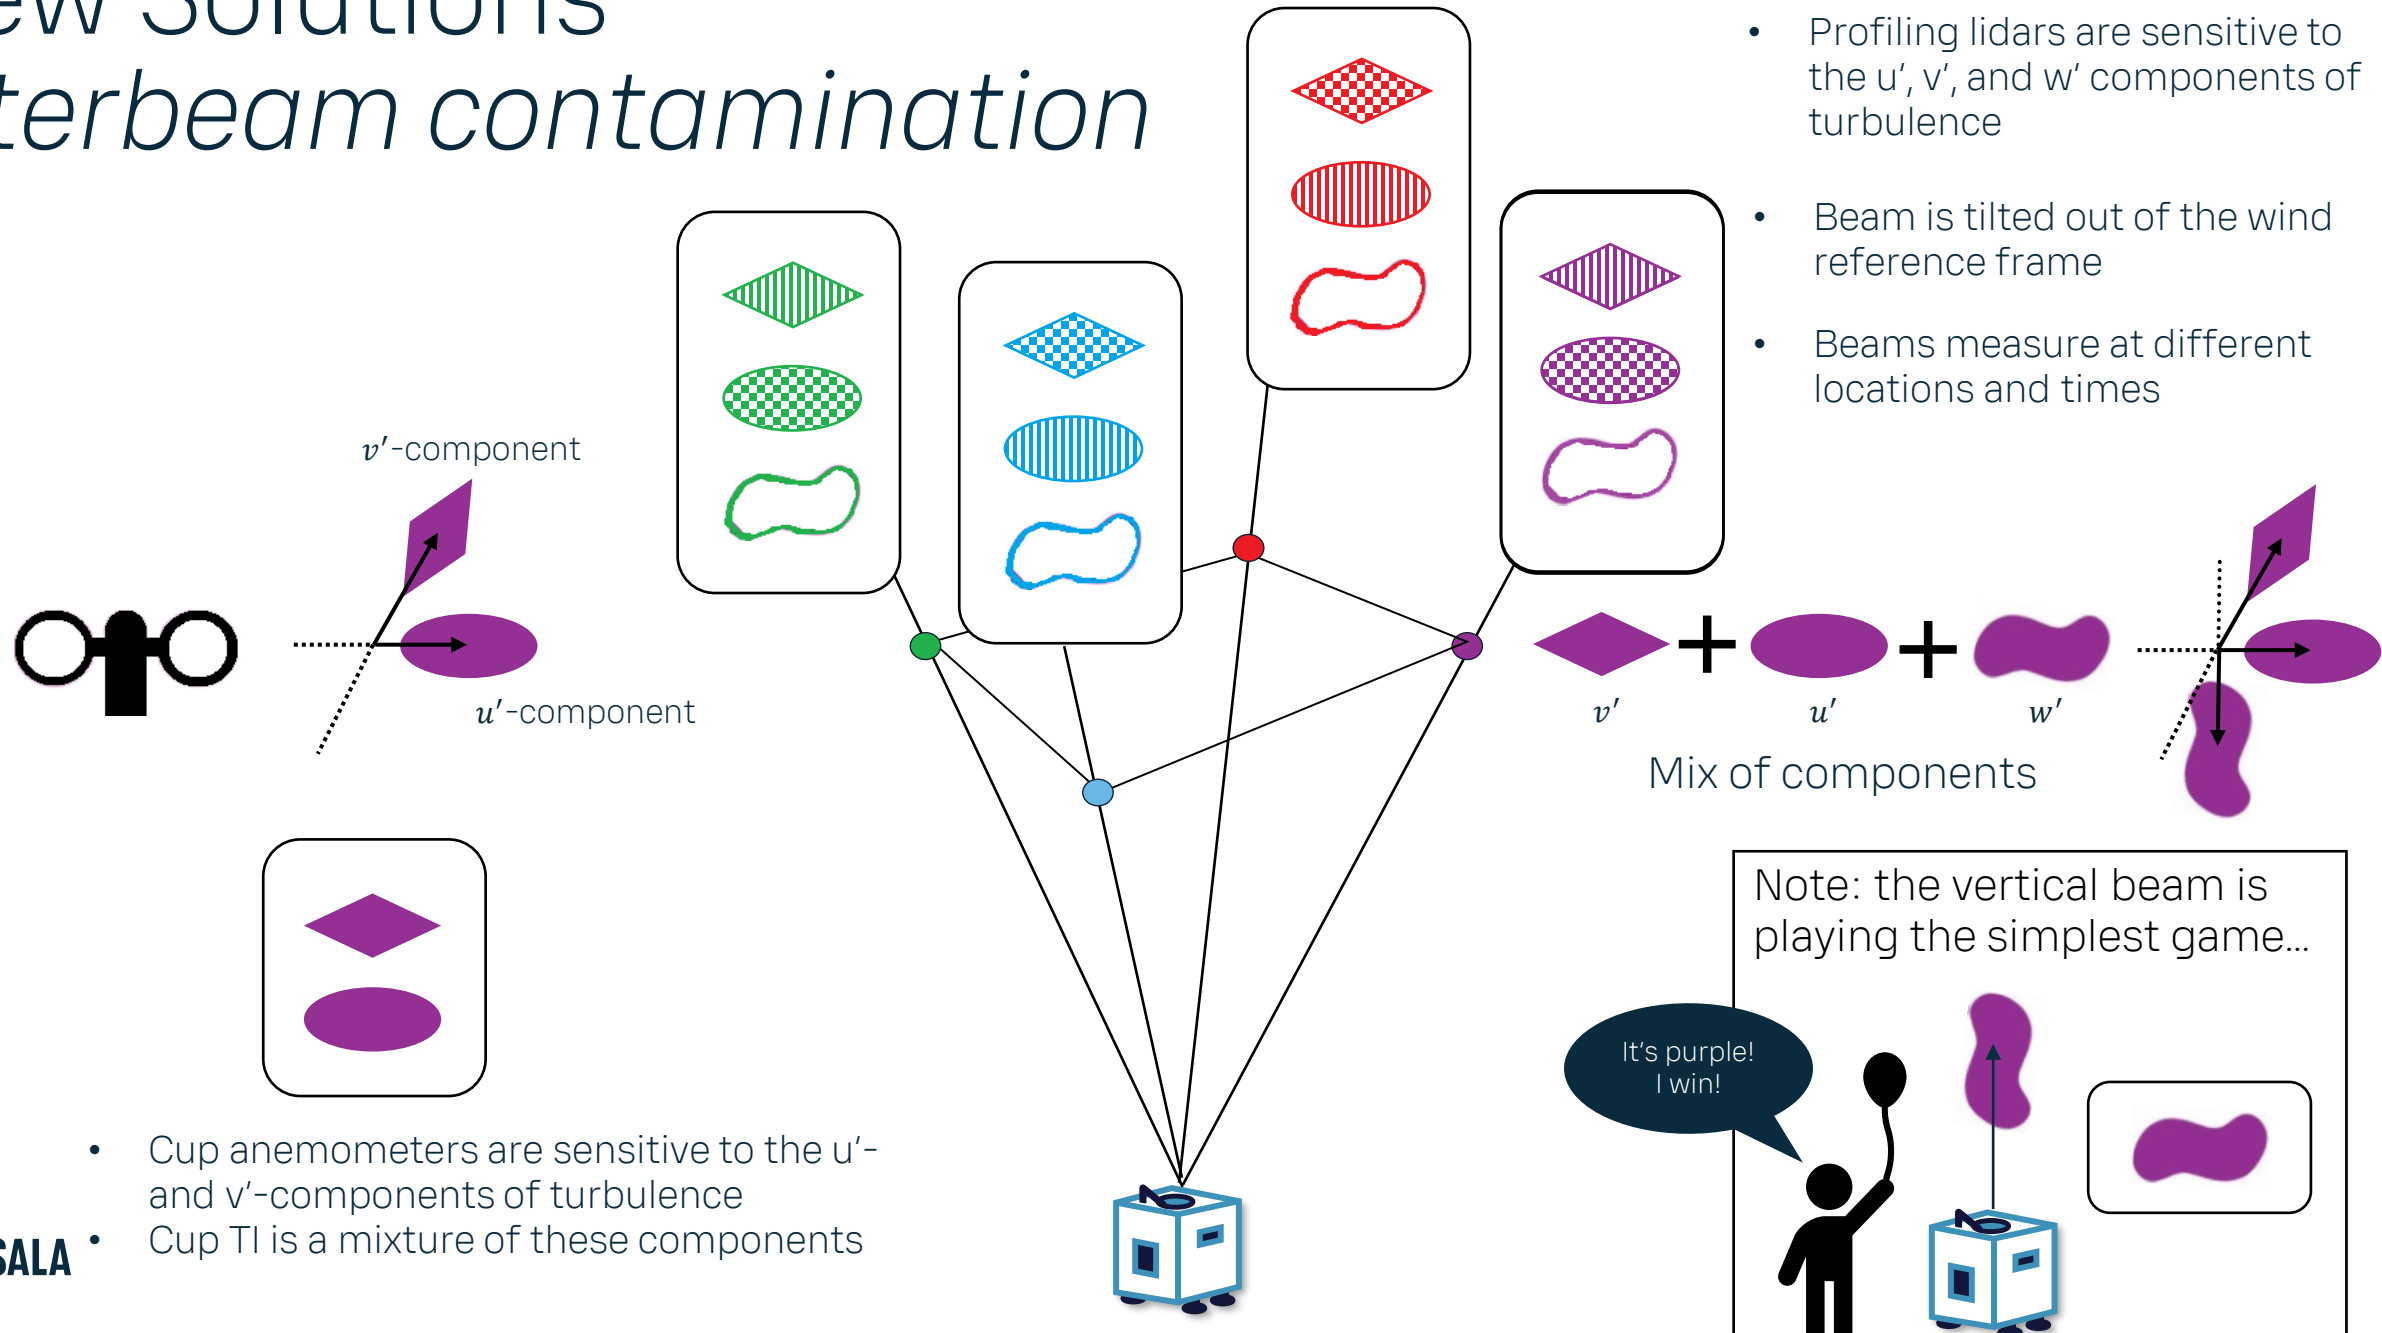 ew Solutions
terbeam contamination
• Profiling lidars are sensitive to
the u’, v’, and w’ components of
turbulence
• Beam is tilted out of the wind
reference frame
• Beams measure at different
locations and times
v′-component
u′-component
v′
u′
w′
Mix of components
Note: the vertical beam is
playing the simplest game…
It’s purple!
I win!
• Cup anemometers are sensitive to the u’-
and v’-components of turbulence
• Cup TI is a mixture of these components
SALA